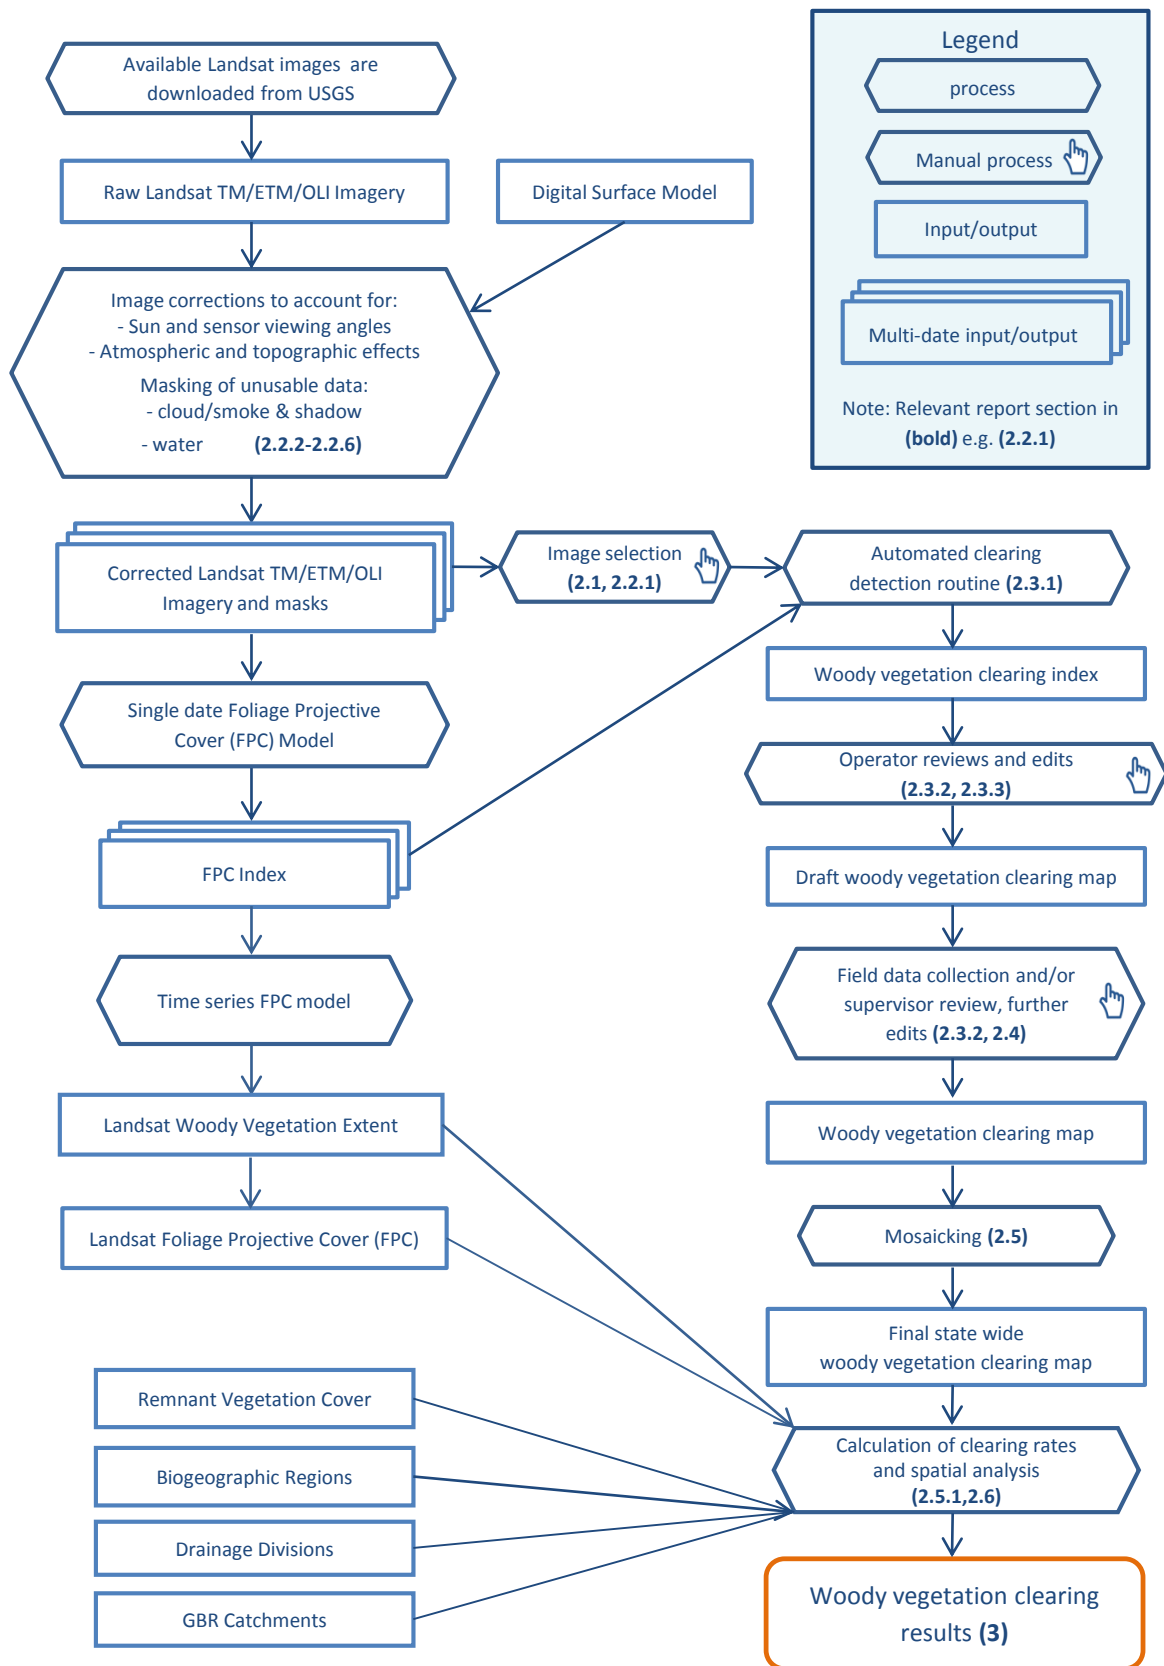 Available Landsat images are
downloaded from USGS
Raw Landsat TM/ETM/OLI Imagery
Digital Surface Model
Image corrections to account for:
- Sun and sensor viewing angles
- Atmospheric and topographic effects
Masking of unusable data:
- cloud/smoke & shadow
- water (2.2.2-2.2.6)
Corrected Landsat TM/ETM/OLI
Imagery and masks
Single date Foliage Projective
Cover (FPC) Model
FPC Index
Time series FPC model
Landsat Woody Vegetation Extent
Landsat Foliage Projective Cover (FPC)
Remnant Vegetation Cover
Biogeographic Regions
Drainage Divisions
GBR Catchments
Image selection
(2.1, 2.2.1)
Legend
process
Manual process
Input/output
Multi-date input/output
Note: Relevant report section in
(bold) e.g. (2.2.1)
Automated clearing
detection routine (2.3.1)
Woody vegetation clearing index
Operator reviews and edits
(2.3.2, 2.3.3)
Draft woody vegetation clearing map
Field data collection and/or
supervisor review, further
edits (2.3.2, 2.4)
Woody vegetation clearing map
Mosaicking (2.5)
Final state wide
woody vegetation clearing map
Calculation of clearing rates
and spatial analysis
(2.5.1,2.6)
Woody vegetation clearing
results (3)